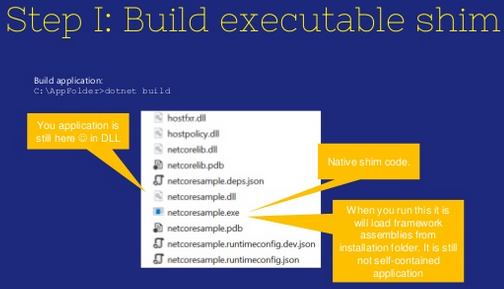 Step I: Build executable shim
Build application:
C:\AppFolder>dotnet build
You application is
still here ☺ in DLL
hostfxr.dll
hostpolicy.dll
netcorelib.dll
netcorelib.pdb
netcoresample.deps.json
netcoresample.dll
netcoresample.exe
netcoresample.pdb
netcoresample.runtimeconfig.dev.json
netcoresample.runtimeconfig.json
Native shim code.
When you run this it is
will load framework
assemblies from
installation folder. It is still
not self-contained
application